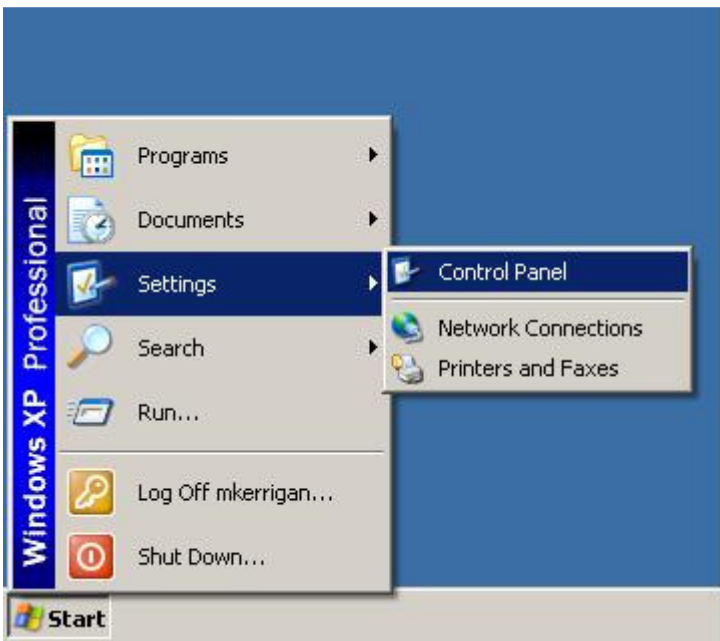 Windows XP Professional
Programs
Documents
Settings
Search
Run...
Log Off mkerrigan...
Shut Down...
Control Panel
Network Connections
Printers and Faxes
Start